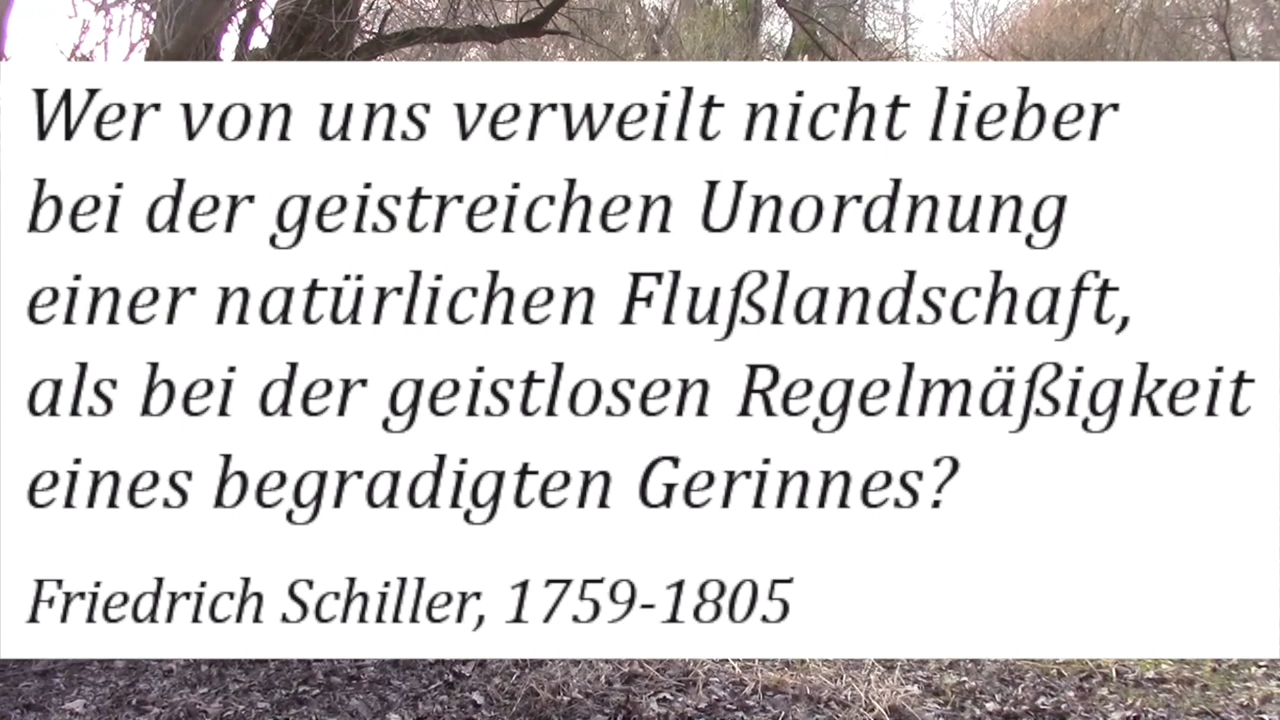 Wer von uns verweilt nicht lieber
bei der geistreichen Unordnung
einer natürlichen Flußlandschaft,
als bei der geistlosen Regelmäßigkeit
eines begradigten Gerinnes?
Friedrich Schiller, 1759-1805